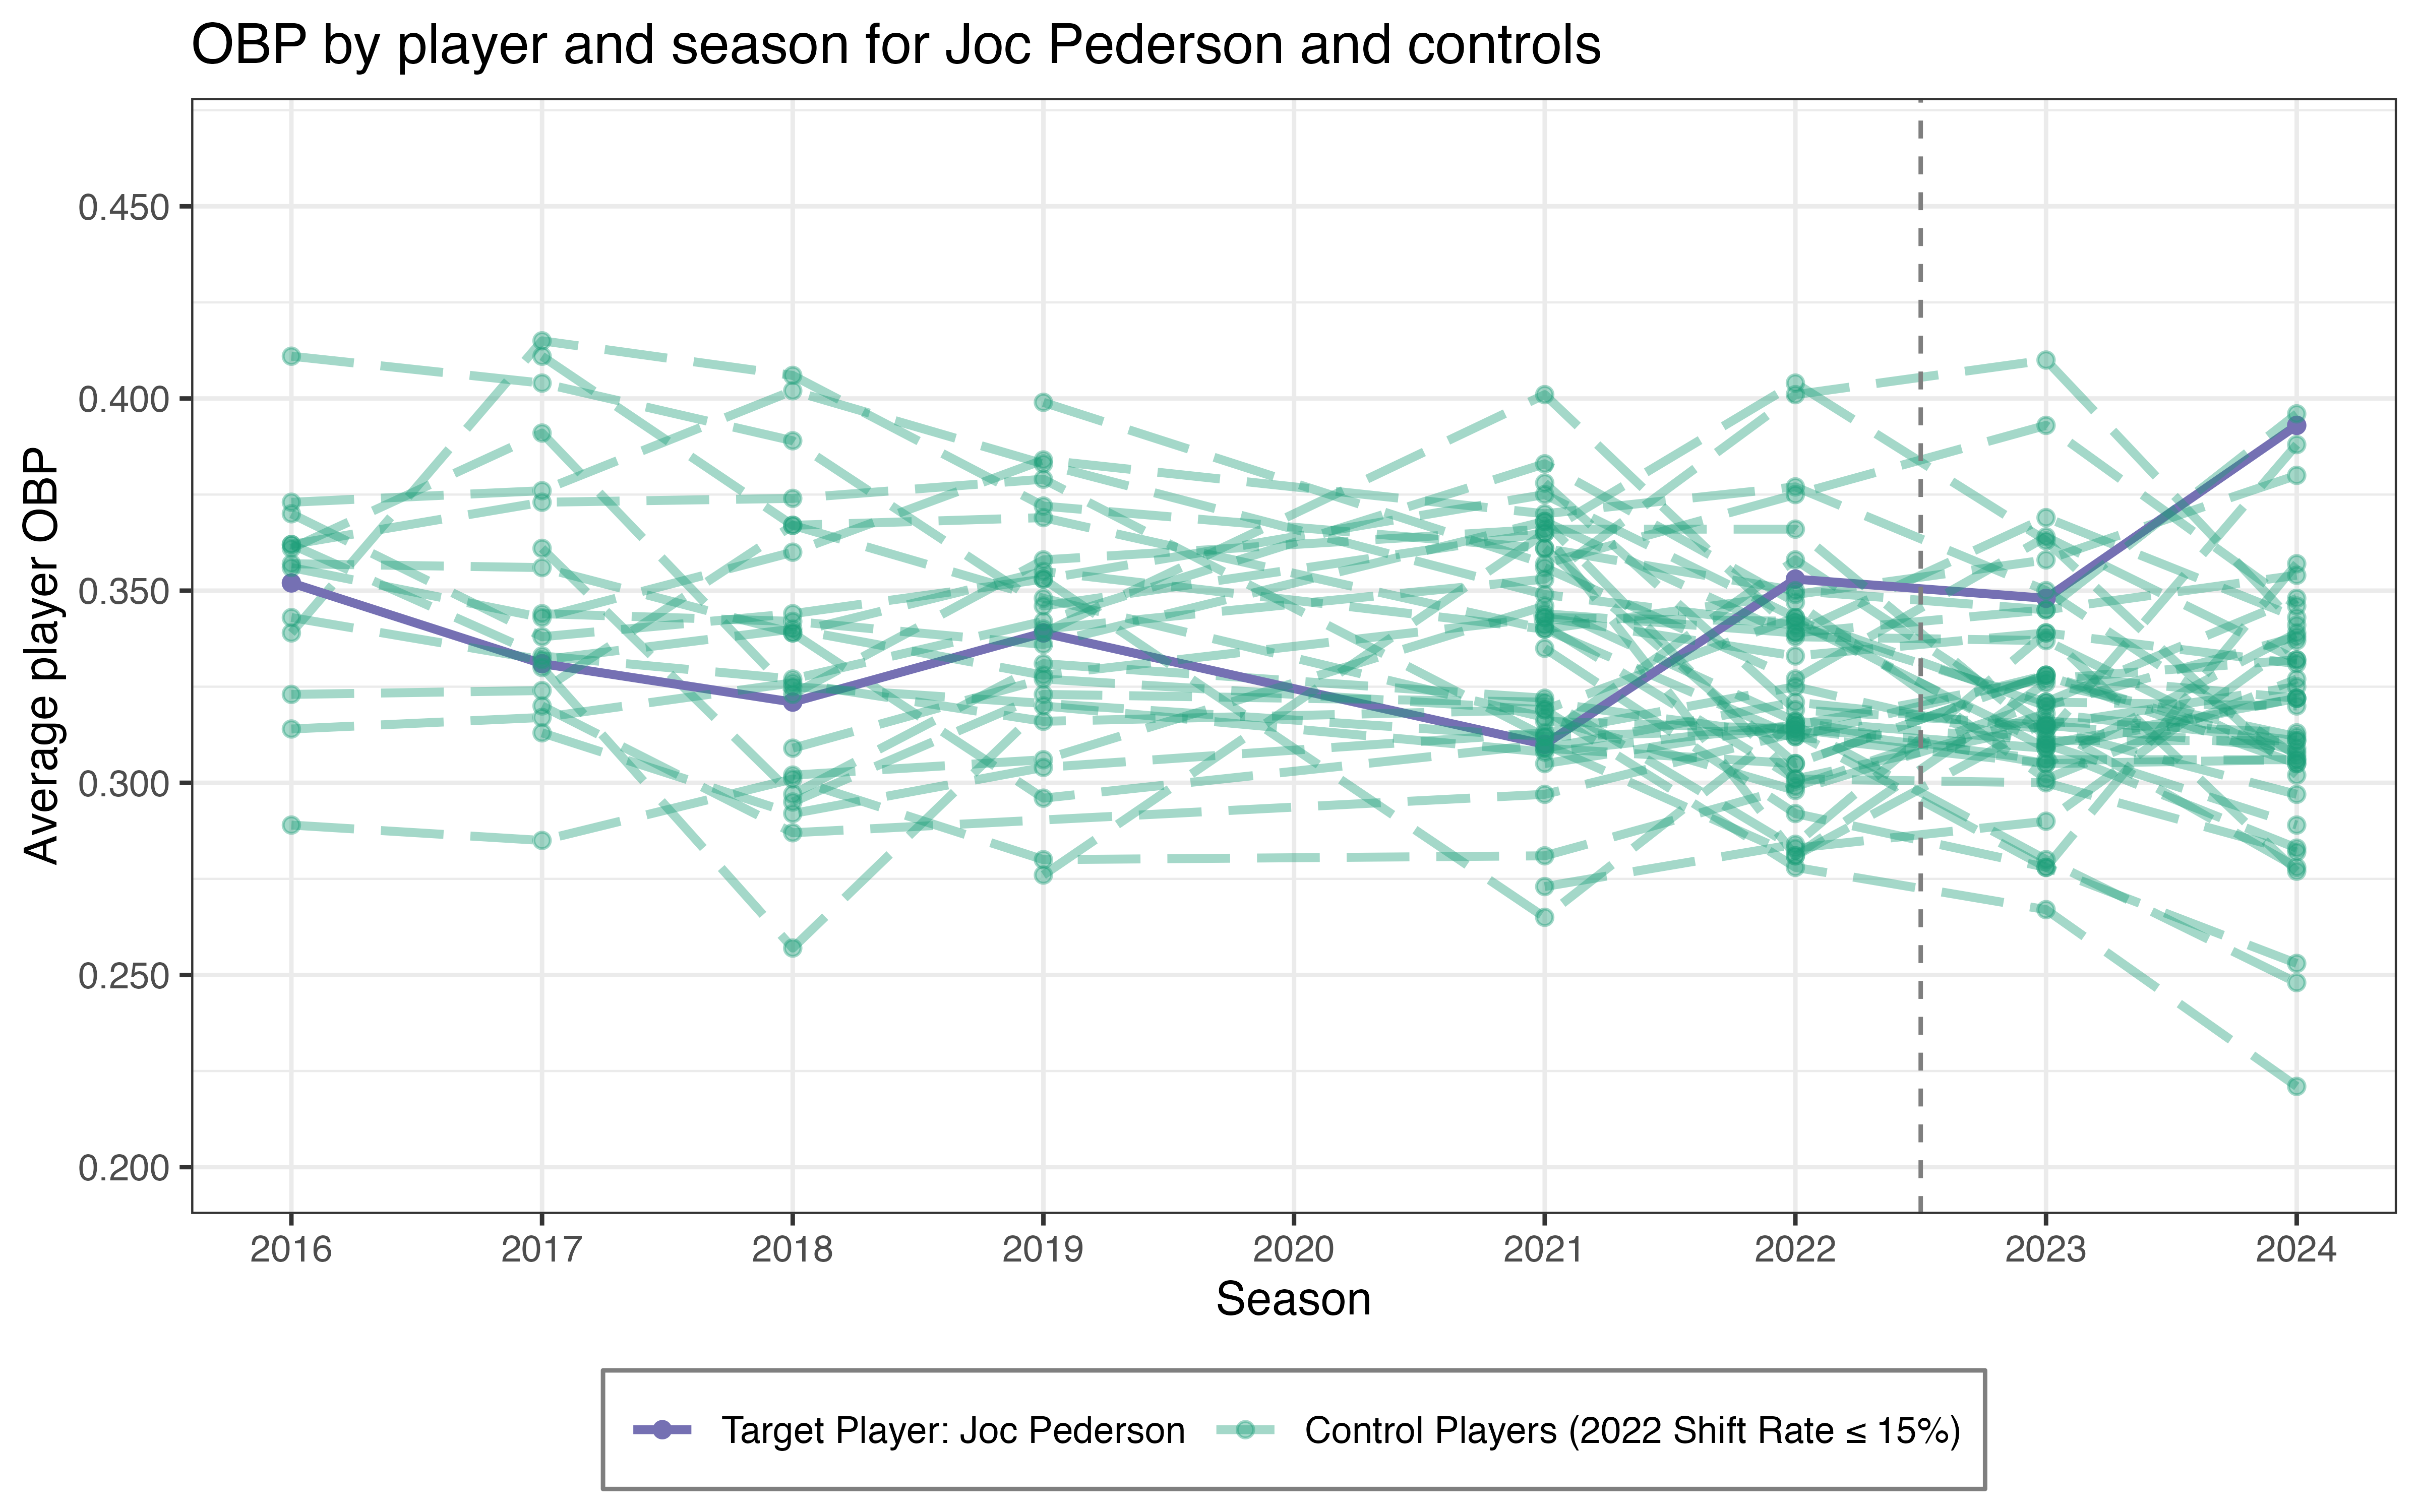 OBP by player and season for Joc Pederson and controls
Average player OBP
0.450
0.400
0.350
0.300
0.250
0.200
2016 2017 2018 2019 2020 2021 2022 2023 2024
Season
Target Player: Joc Pederson Control Players (2022 Shift Rate ≤ 15%)